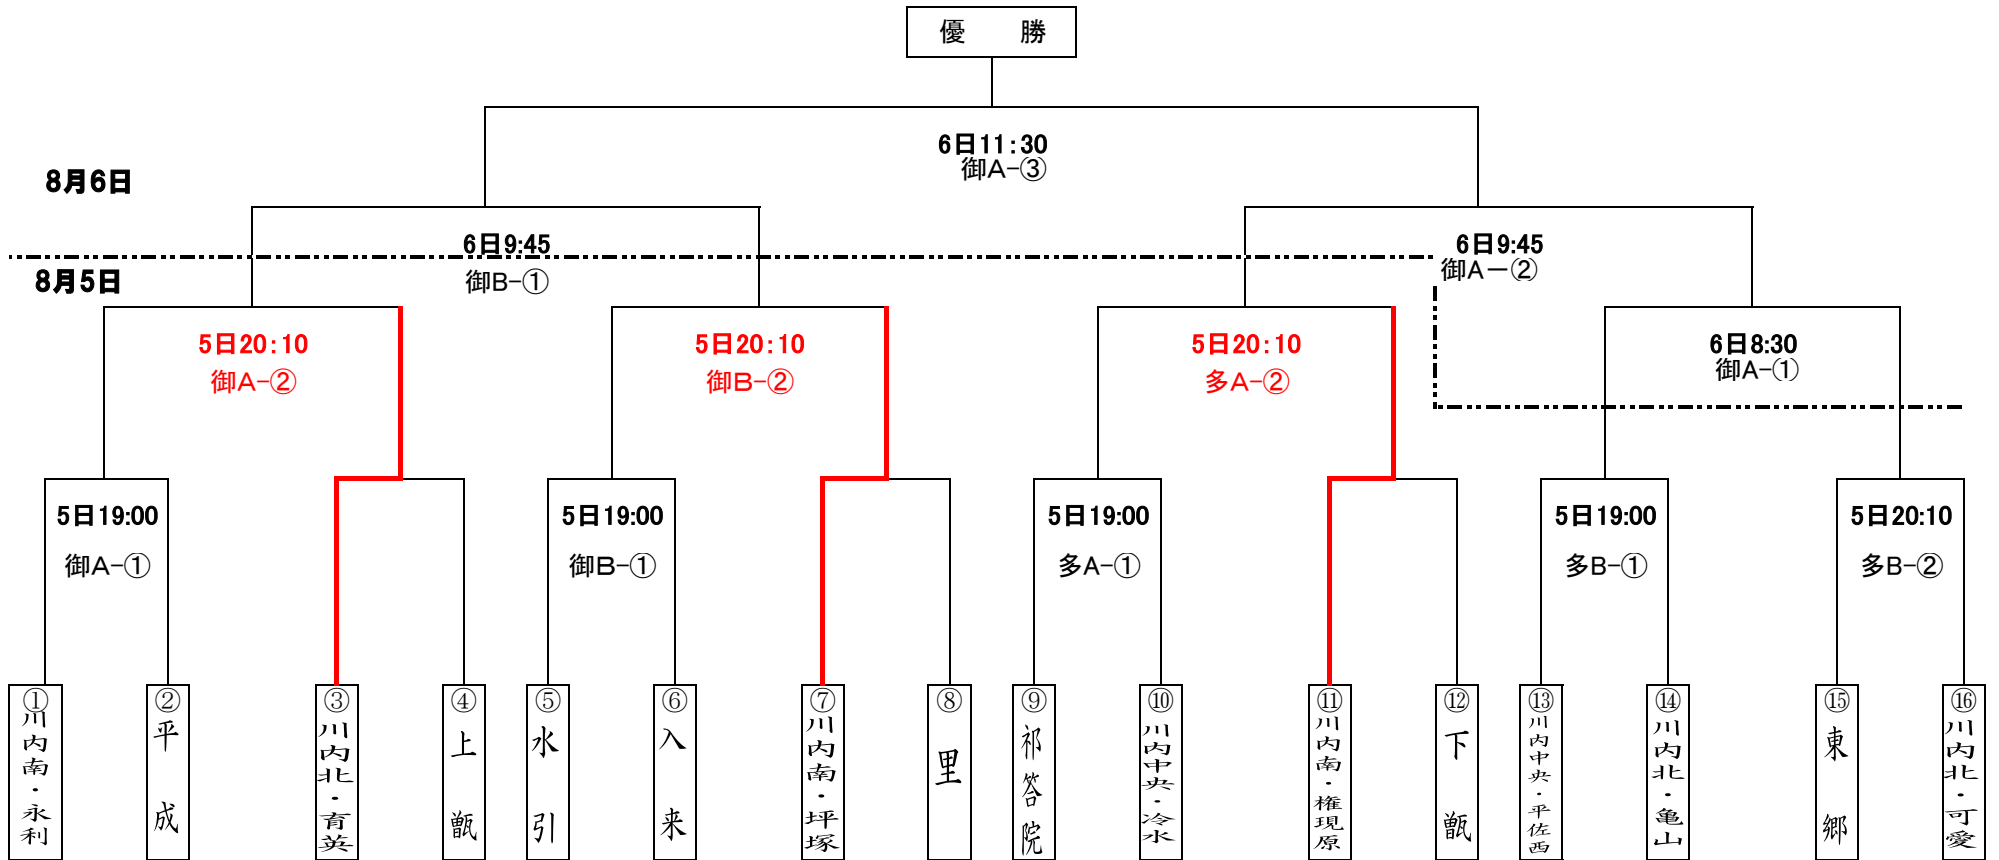 優　勝
6日11:30
御A-③
8月6日
6日9:45
御B-①
6日9:45
御A－②
8月5日
5日20:10
御A-②
5日20:10
御B-②
5日20:10
多A-②
6日8:30
御A-①
5日19:00
御A-①
5日19:00
御B-①
5日19:00
多A-①
5日19:00
多B-①
5日20:10
多B-②
①川内南・永利
②平成
③川内北・育英
④上甑
⑤水引
⑥入来
⑦川内南・坪塚
⑧里
⑨祁答院
⑩川内中央・冷水
⑪川内南・権現原
⑫下甑
⑬川内中央・平佐西
⑭川内北・亀山
⑮東郷
⑯川内北・可愛